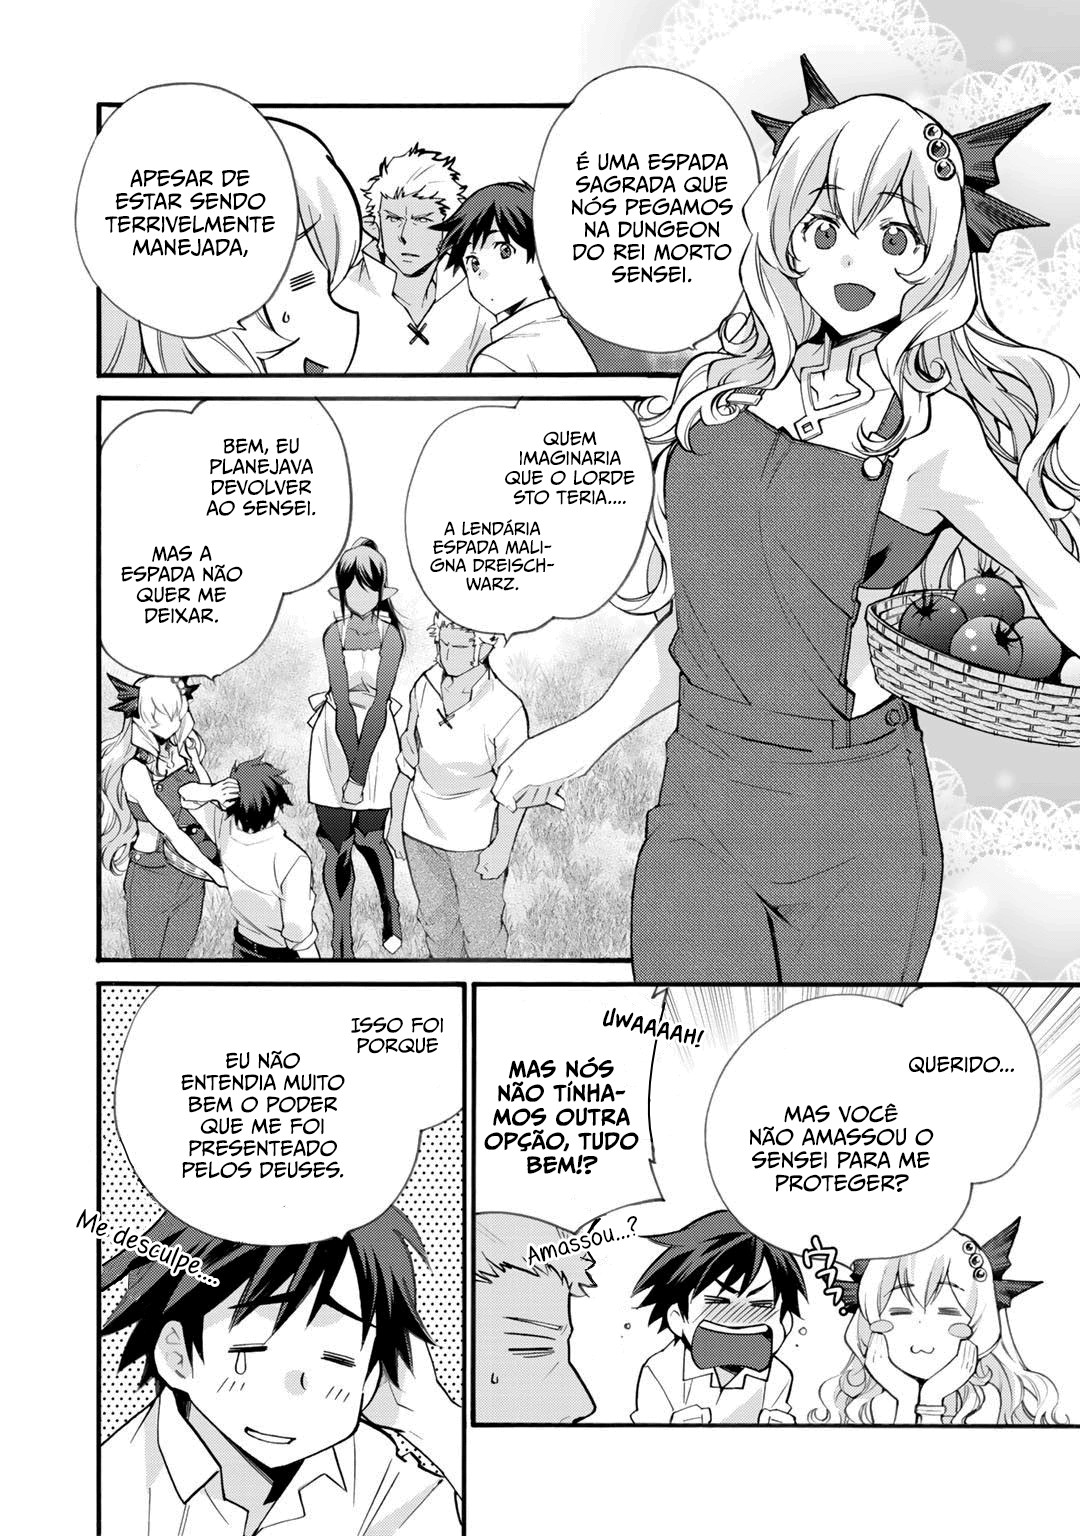 É UMA ESPADA
SAGRADA QUE
NÓS PEGAMOS
NA DUNGEON
DO REI MORTO
SENSEI.
APESAR DE
ESTAR SENDO
TERRIVELMENTE
MANEJADA,
QUEM
IMAGINARIA
QUE O LORDE
STO TERIA....
A LENDÁRIA
ESPADA MALI-
GNA DREISCH-
WARZ.
BEM, EU
PLANEJAVA
DEVOLVER
AO SENSEI.
MAS A
ESPADA NÃO
QUER ME
DEIXAR.
QUERIDO...
MAS VOCÊ
NÃO AMASSOU O
SENSEI PARA ME
PROTEGER?
ウフフ
UWAAAAH!
MAS NÓS
NÃO TÍNHA-
MOS OUTRA
OPÇÃO, TUDO
BEM!?
Amassou...?
ISSO FOI
PORQUE
EU NÃO
ENTENDIA MUITO
BEM O PODER
QUE ME FOI
PRESENTEADO
PELOS DEUSES.
Me desculpe....